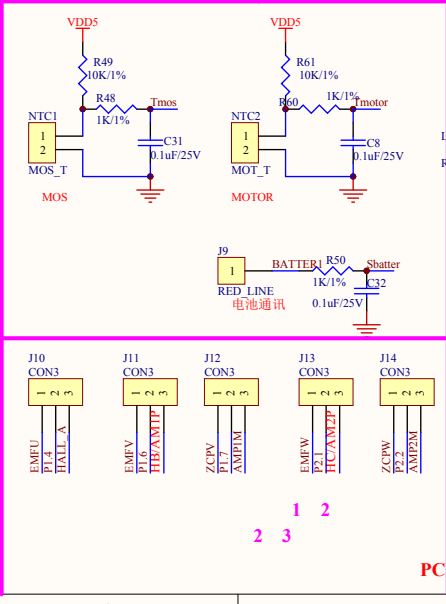 VDD5
R49
10K/1%
R48
1K/1%
Tmos
NTC1
1
2
C31
0.1uF/25V
MOS_T
MOS
VDD5
R61
10K/1%
R60
1K/1%
Tmotor
NTC2
1
2
C8
0.1uF/25V
MOT_T
MOTOR
J9
1
RED_LINE
电池通讯
BATTER1
R50
1K/1%
Sbatter
C32
0.1uF/25V
J10
CON3
1 2 3
EMFU
P1.4
HALL_A
J11
CON3
1 2 3
EMFV
P1.6
HB/AM1P
J12
CON3
1 2 3
ZCPV
P1.7
AMP1M
J13
CON3
1 2 3
EMFW
P2.1
HC/AM2P
J14
CON3
1 2 3
ZCPW
P2.2
AMP2M
1 2
2 3
PC